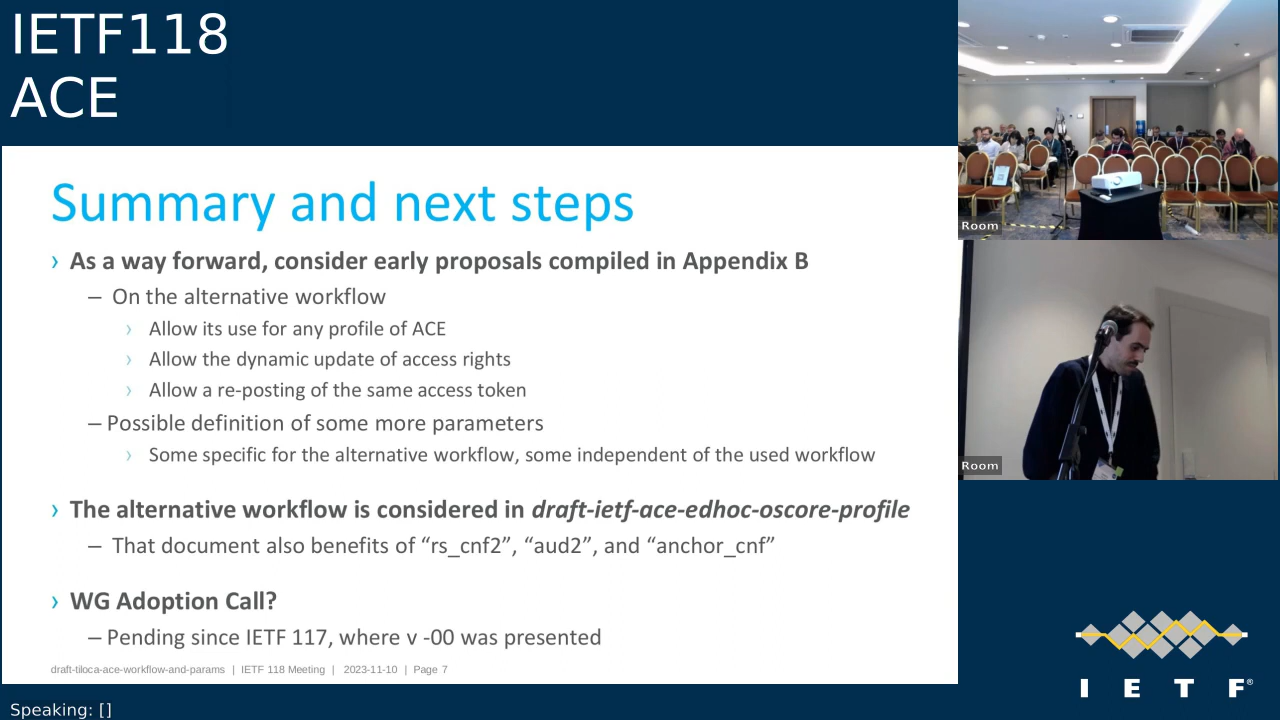 IETF118
ACE
Summary and next steps
› As a way forward, consider early proposals compiled in Appendix B
– On the alternative workflow
› Allow its use for any profile of ACE
› Allow the dynamic update of access rights
› Allow a re-posting of the same access token
– Possible definition of some more parameters
› Some specific for the alternative workflow, some independent of the used workflow
› The alternative workflow is considered in draft-ietf-ace-edhoc-oscore-profile
– That document also benefits of “rs_cnf2”, “aud2”, and “anchor_cnf”
› WG Adoption Call?
– Pending since IETF 117, where v -00 was presented
draft-tiloca-ace-workflow-and-params | IETF 118 Meeting | 2023-11-10 | Page 7
Room
Room
I E T F®
Speaking: []